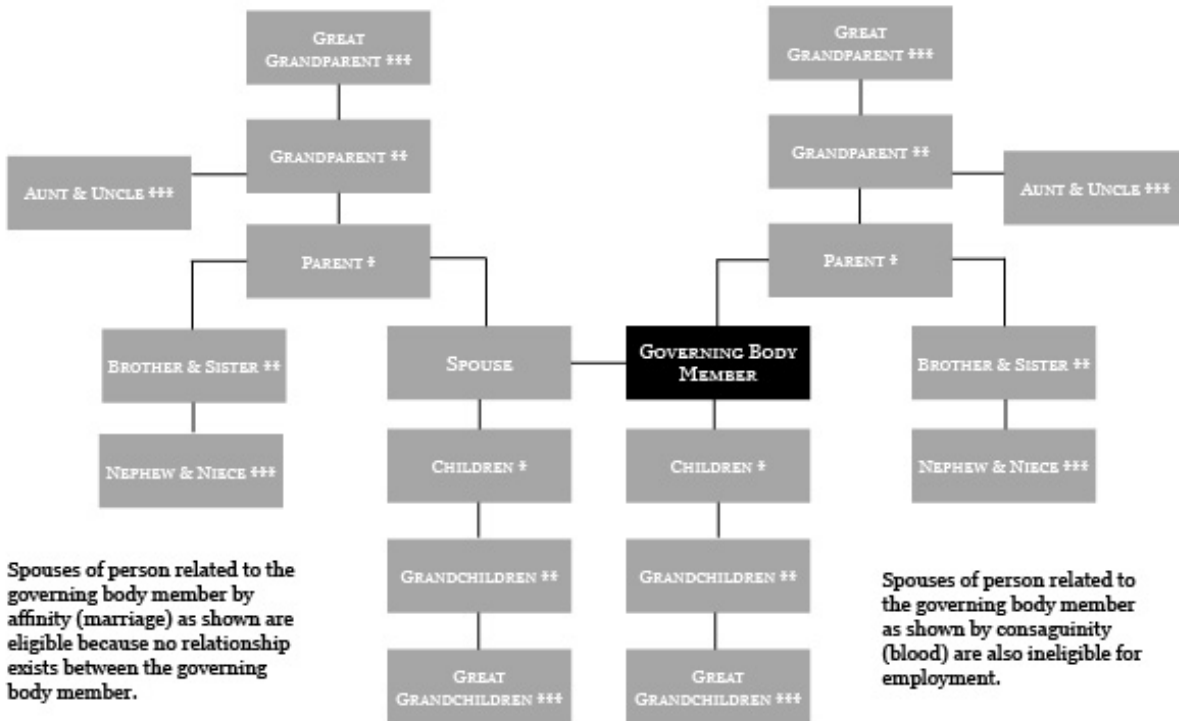 GREAT
GRANDPARENT ***
GRANDPARENT **
AUNT & UNCLE ***
PARENT *
BROTHER & SISTER **
NEPHEW & NIECE ***
SPOUSE
CHILDREN *
GRANDCHILDREN **
GREAT
GRANDCHILDREN ***
GREAT
GRANDPARENT ***
GRANDPARENT **
AUNT & UNCLE ***
PARENT *
GOVERNING BODY
MEMBER
BROTHER & SISTER **
NEPHEW & NIECE ***
CHILDREN *
GRANDCHILDREN **
GREAT
GRANDCHILDREN ***
Spouses of person related to the
governing body member by
affinity (marriage) as shown are
eligible because no relationship
exists between the governing
body member.
Spouses of person related to
the governing body member
as shown by consaguinity
(blood) are also ineligible for
employment.